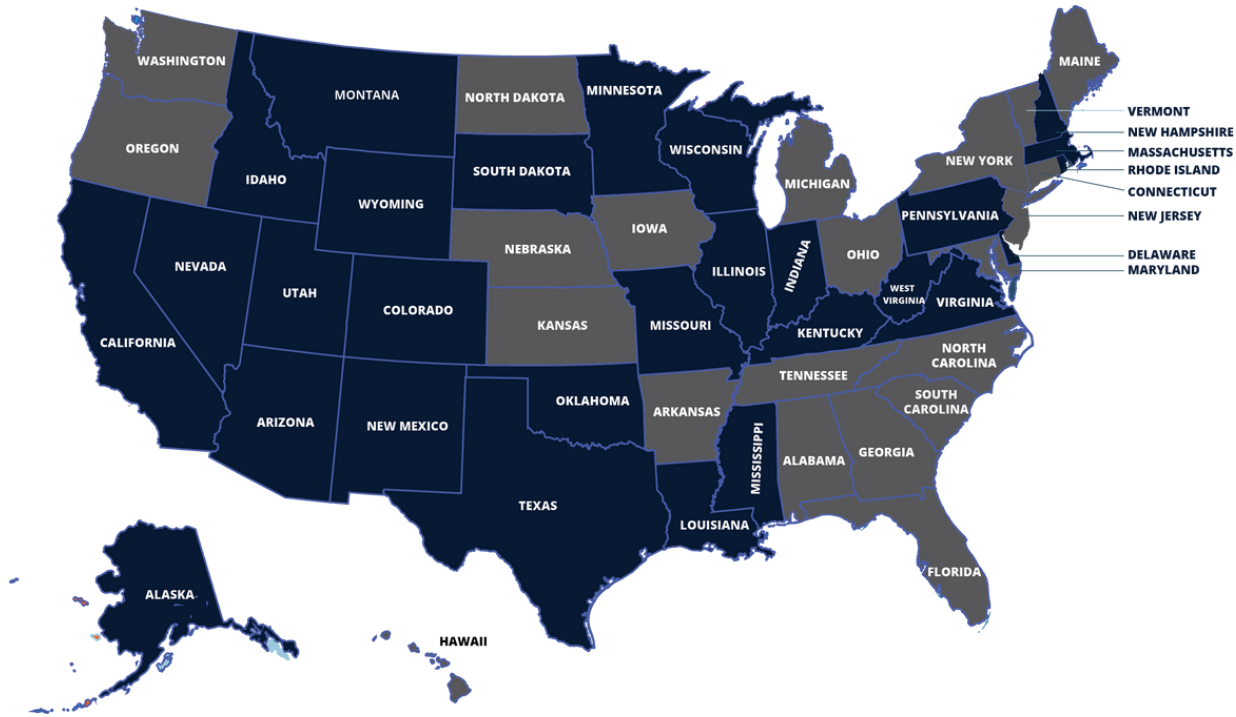 WASHINGTON
MONTANA
NORTH DAKOTA
MINNESOTA
MAINE
VERMONT
NEW HAMPSHIRE
MASSACHUSETTS
RHODE ISLAND
CONNECTICUT
NEW JERSEY
DELAWARE
MARYLAND
OREGON
IDAHO
WYOMING
SOUTH DAKOTA
WISCONSIN
MICHIGAN
NEW YORK
PENNSYLVANIA
NEVADA
UTAH
COLORADO
NEBRASKA
IOWA
ILLINOIS
INDIANA
OHIO
WEST
VIRGINIA
VIRGINIA
CALIFORNIA
KANSAS
MISSOURI
KENTUCKY
NORTH
CAROLINA
TENNESSEE
SOUTH
CAROLINA
ARIZONA
NEW MEXICO
OKLAHOMA
ARKANSAS
MISSISSIPPI
ALABAMA
GEORGIA
TEXAS
LOUISIANA
FLORIDA
ALASKA
HAWAII